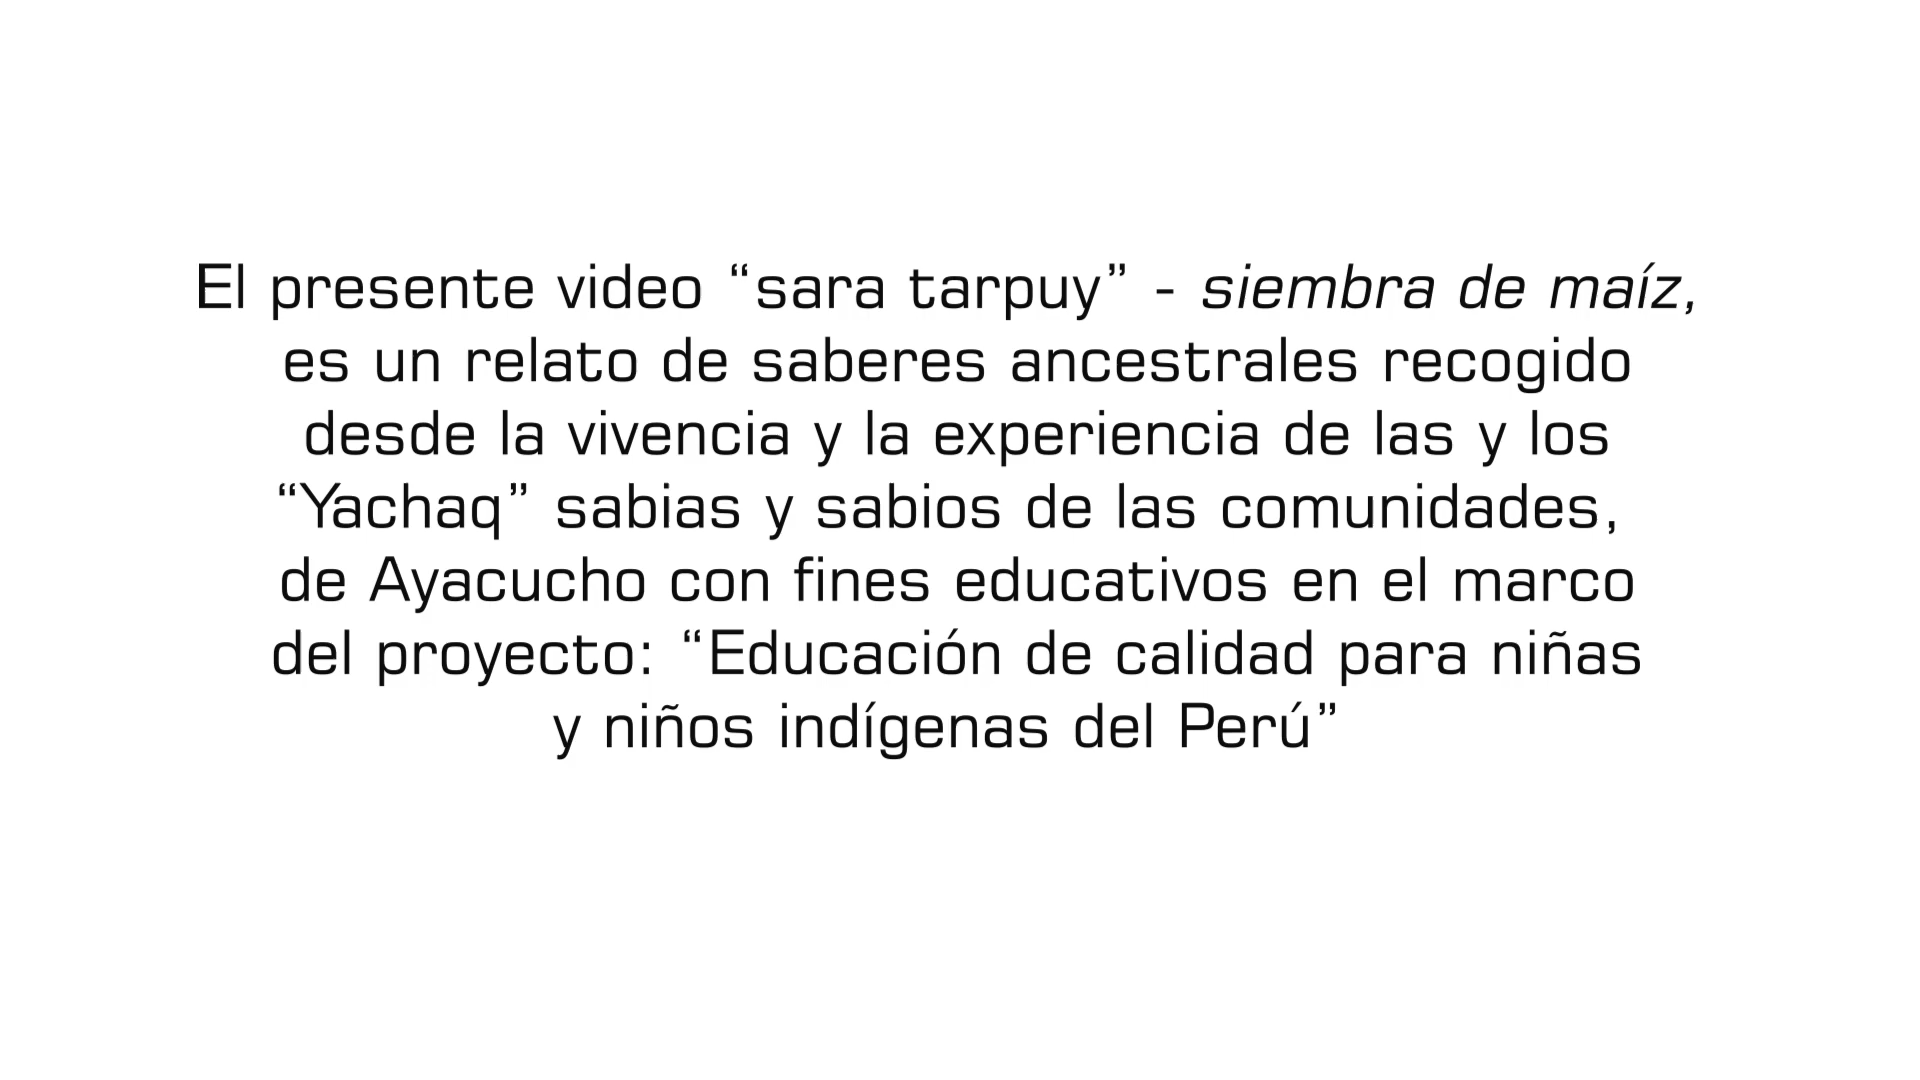 El presente video “sara tarpuy” - siembra de maíz,
es un relato de saberes ancestrales recogido
desde la vivencia y la experiencia de las y los
“Yachaq” sabias y sabios de las comunidades,
de Ayacucho con fines educativos en el marco
del proyecto: “Educación de calidad para niñas
y niños indígenas del Perú”